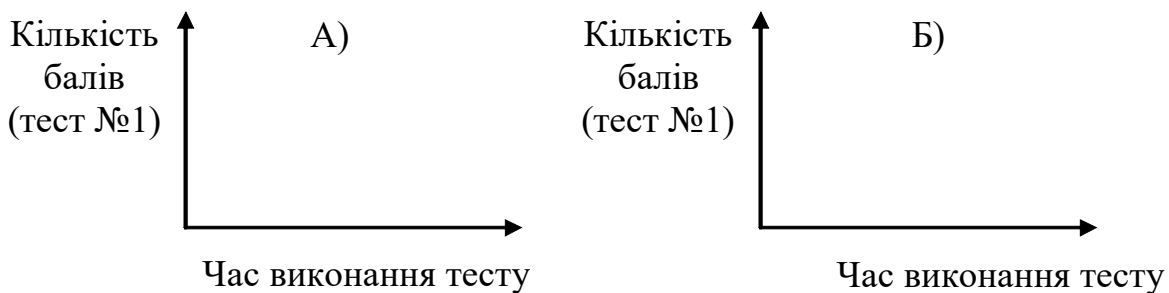 Кількість
балів
(тест №1)
А)
Час виконання тесту
Кількість
балів
(тест №1)
Б)
Час виконання тесту